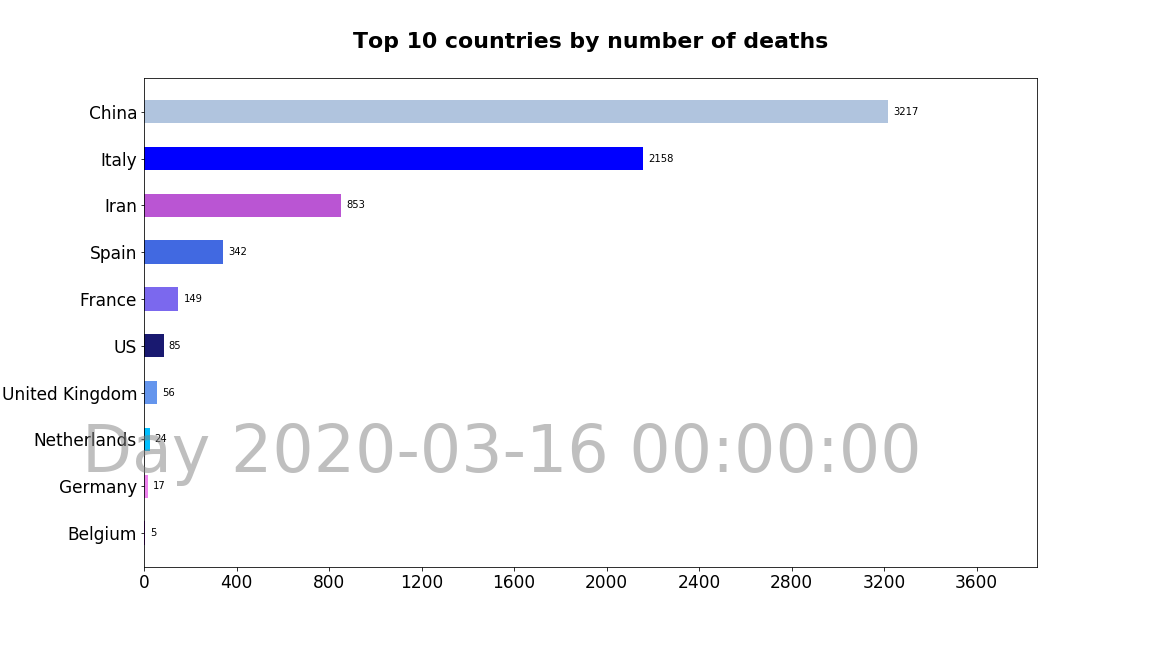 Top 10 countries by number of deaths
China 3217
Italy 2158
Iran 853
Spain 342
France 149
US 85
United Kingdom 56
Netherlands 24
Day 2020-03-16 00:00:00
Germany 17
Belgium 5
0 400 800 1200 1600 2000 2400 2800 3200 3600